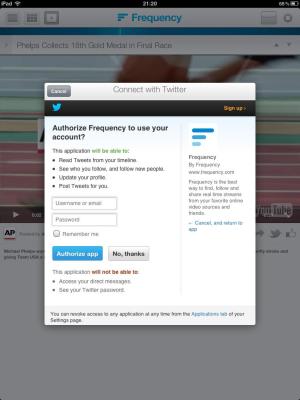 iPad
21:20
66%
Frequency
Phelps Collects 18th Gold Medal in Final Race
Cancel
Connect with Twitter
Sign up ›
Authorize Frequency to use your account?
This application will be able to:
• Read Tweets from your timeline.
• See who you follow, and follow new people.
• Update your profile.
• Post Tweets for you.
Username or email
Password
Remember me
Authorize app
No, thanks
This application will not be able to:
• Access your direct messages.
• See your Twitter password.
Frequency
By Frequency
www.frequency.com
Frequency is the best
way to find, follow and
share real time streams
from your favorite online
video sources and
friends.
← Cancel, and return to
app
You can revoke access to any application at any time from the Applications tab of your
Settings page.
0:00
YouTube
AP
Michael Phelps
giving Team USA